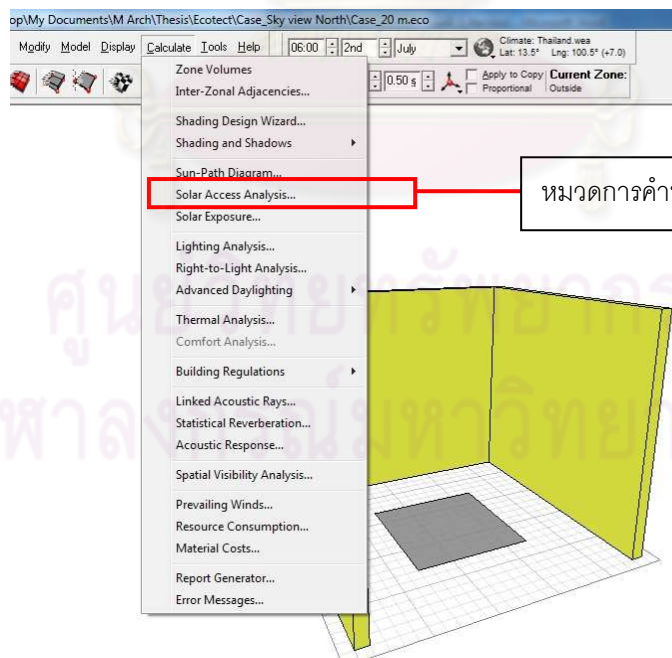 op\My Documents\M Arch\Thesis\Ecotect\Case_Sky view North\Case_20 m.eco
Modify Model Display Calculate Tools Help 06:00 2nd July Climate: Thailand.wea
Lat: 13.5° Lng: 100.5° (+7.0)
0.50 s Apply to Copy Current Zone:
Proportional Outside
Zone Volumes
Inter-Zonal Adjacencies...
Shading Design Wizard...
Shading and Shadows
Sun-Path Diagram...
Solar Access Analysis...
หมวดการคำ
Solar Exposure...
Lighting Analysis...
Right-to-Light Analysis...
Advanced Daylighting
Thermal Analysis...
Comfort Analysis...
Building Regulations
Linked Acoustic Rays...
Statistical Reverberation...
Acoustic Response...
Spatial Visibility Analysis...
Prevailing Winds...
Resource Consumption...
Material Costs...
Report Generator...
Error Messages...